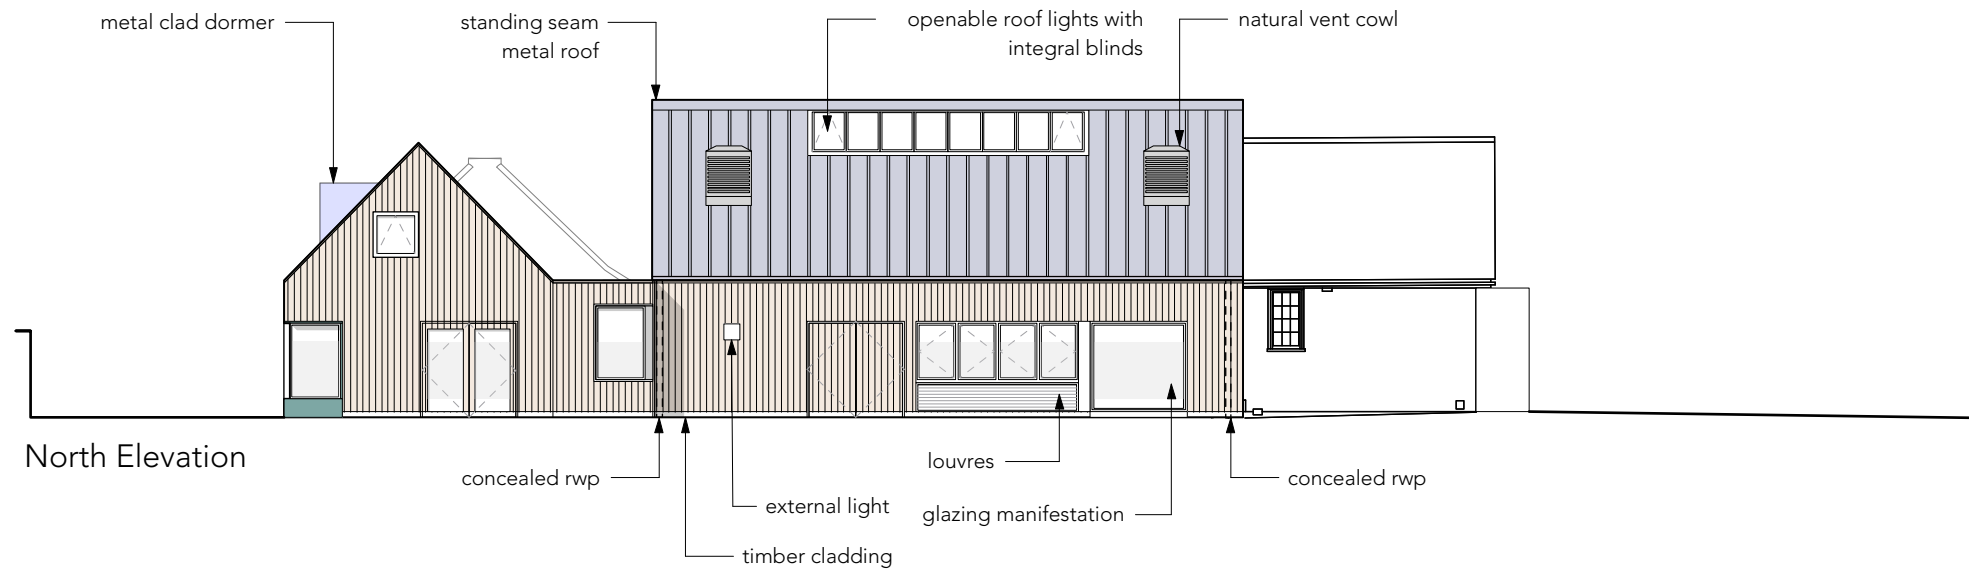 metal clad dormer
standing seam
metal roof
openable roof lights with
integral blinds
natural vent cowl
North Elevation
concealed rwp
external light
timber cladding
louvres
glazing manifestation
concealed rwp